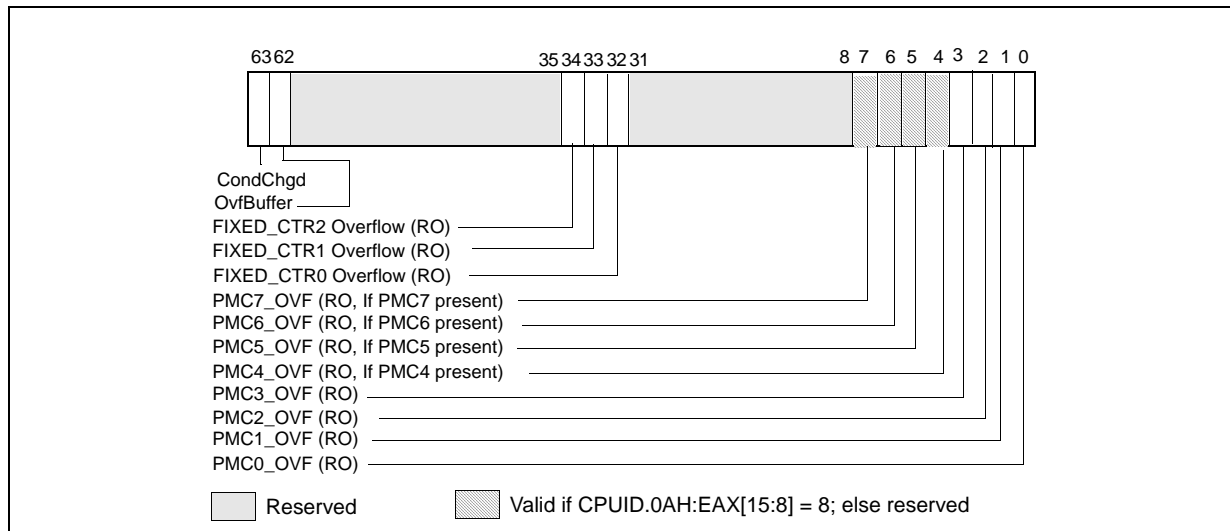 6362 35 34 33 32 31 8 7 6 5 4 3 2 1 0
CondChgd
OvfBuffer
FIXED_CTR2 Overflow (RO)
FIXED_CTR1 Overflow (RO)
FIXED_CTR0 Overflow (RO)
PMC7_OVF (RO, If PMC7 present)
PMC6_OVF (RO, If PMC6 present)
PMC5_OVF (RO, If PMC5 present)
PMC4_OVF (RO, If PMC4 present)
PMC3_OVF (RO)
PMC2_OVF (RO)
PMC1_OVF (RO)
PMC0_OVF (RO)
Reserved Valid if CPUID.0AH:EAX[15:8] = 8; else reserved